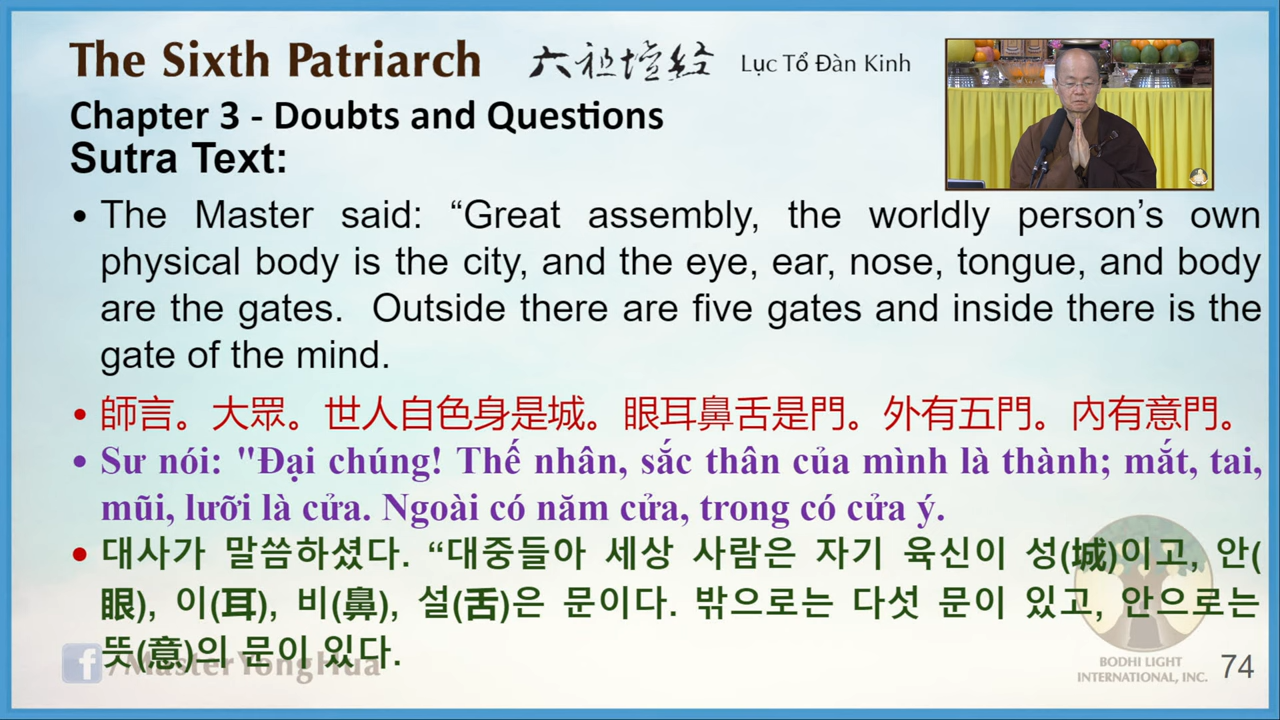 The Sixth Patriarch 六祖壇経 Lục Tổ Đàn Kinh
Chapter 3 - Doubts and Questions
Sutra Text:
• The Master said: “Great assembly, the worldly person’s own
physical body is the city, and the eye, ear, nose, tongue, and body
are the gates. Outside there are five gates and inside there is the
gate of the mind.
• 師言。大眾。世人自色身是城。眼耳鼻舌是門。外有五門。內有意門。
• Sư nói: "Đại chúng! Thế nhân, sắc thân của mình là thành; mắt, tai,
mũi, lưỡi là cửa. Ngoài có năm cửa, trong có cửa ý.
• 대사가 말씀하셨다. “대중들아 세상 사람은 자기 육신이 성(城)이고, 안(
眼), 이(耳), 비(鼻), 설(舌)은 문이다. 밖으로는 다섯 문이 있고, 안으로는
뜻(意)의 문이 있다.
f /MasterYongHua
BODHI LIGHT
INTERNATIONAL, INC.
74